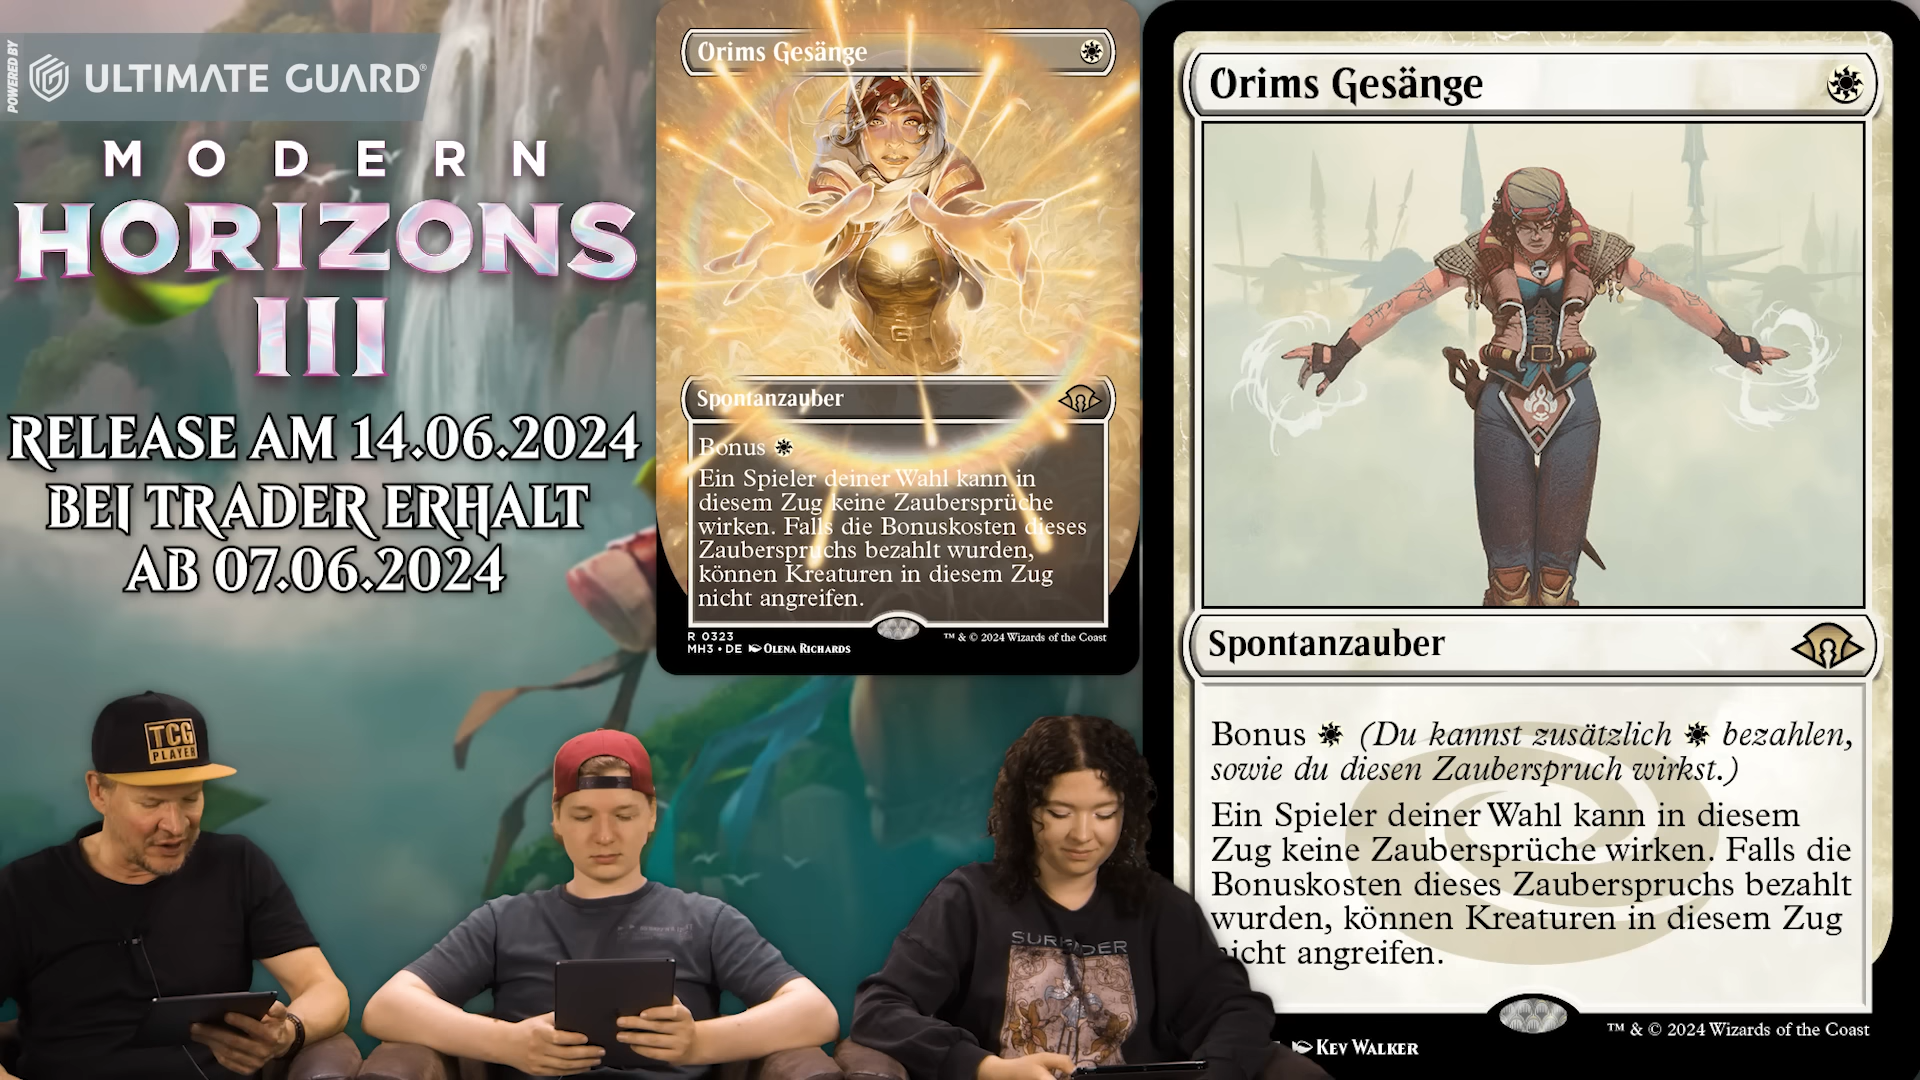 POWERED BY
ULTIMATE GUARD®
MODERN
HORIZONS
III
RELEASE AM 14.06.2024
BEI TRADER ERHALT
AB 07.06.2024
Orims Gesänge
Spontanzauber
Bonus
Ein Spieler deiner Wahl kann in
diesem Zug keine Zaubersprüche
wirken. Falls die Bonuskosten dieses
Zauberspruchs bezahlt wurden,
können Kreaturen in diesem Zug
nicht angreifen.
R 0323
MH3 • DE OLENA RICHARDS
™ & © 2024 Wizards of the Coast
Orims Gesänge
Spontanzauber
Bonus (Du kannst zusätzlich bezahlen,
sowie du diesen Zauberspruch wirkst.)
Ein Spieler deiner Wahl kann in diesem
Zug keine Zaubersprüche wirken. Falls die
Bonuskosten dieses Zauberspruchs bezahlt
wurden, können Kreaturen in diesem Zug
nicht angreifen.
KEV WALKER
™ & © 2024 Wizards of the Coast
TCG
PLAYER